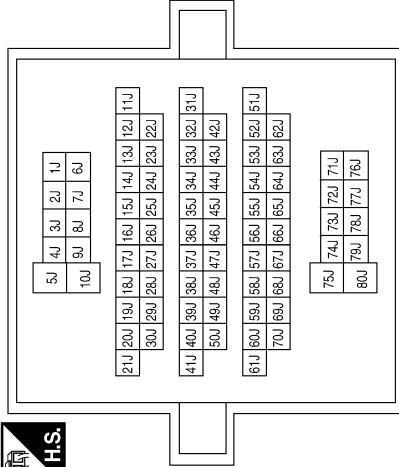 H.S.
5J 4J 3J 2J 1J
10J 9J 8J 7J 6J
21J 20J 19J 18J 17J 16J 15J 14J 13J 12J 11J
30J 29J 28J 27J 26J 25J 24J 23J 22J
41J 40J 39J 38J 37J 36J 35J 34J 33J 32J 31J
50J 49J 48J 47J 46J 45J 44J 43J 42J
61J 60J 59J 58J 57J 56J 55J 54J 53J 52J 51J
70J 69J 68J 67J 66J 65J 64J 63J 62J
75J 74J 73J 72J 71J
80J 79J 78J 77J 76J